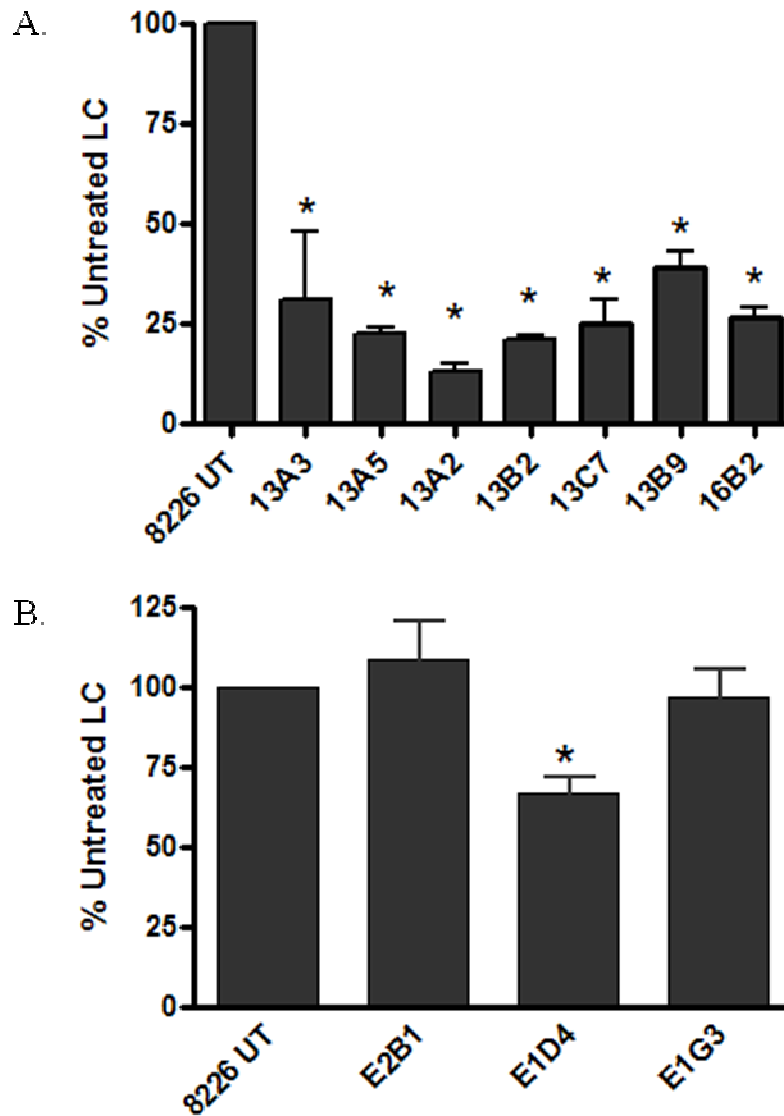 A.
% Untreated LC
100
75
50
25
0
* * * * * * *
8226 UT 13A3 13A5 13A2 13B2 13C7 13B9 16B2
B.
% Untreated LC
125
100
75
50
25
0
*
8226 UT E2B1 E1D4 E1G3